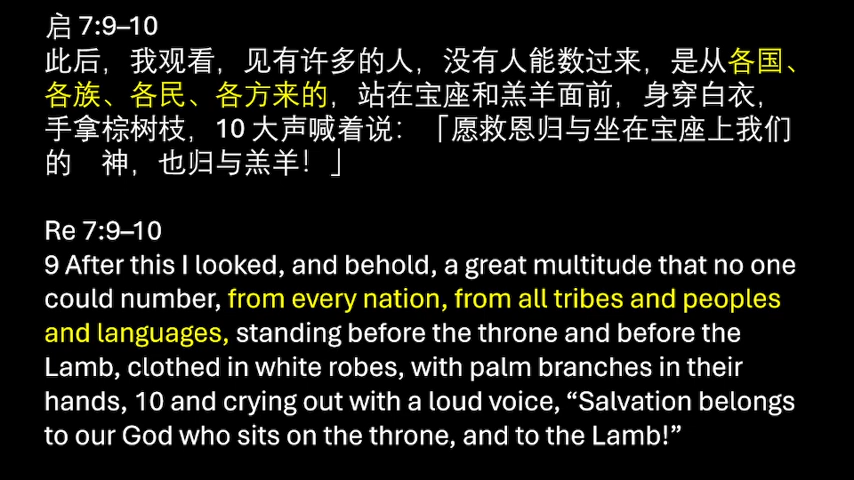 启 7:9–10
此后，我观看，见有许多的人，没有人能数过来，是从各国、
各族、各民、各方来的，站在宝座和羔羊面前，身穿白衣，
手拿棕树枝，10 大声喊着说：「愿救恩归与坐在宝座上我们
的　神，也归与羔羊！」
Re 7:9–10
9 After this I looked, and behold, a great multitude that no one
could number, from every nation, from all tribes and peoples
and languages, standing before the throne and before the
Lamb, clothed in white robes, with palm branches in their
hands, 10 and crying out with a loud voice, “Salvation belongs
to our God who sits on the throne, and to the Lamb!”